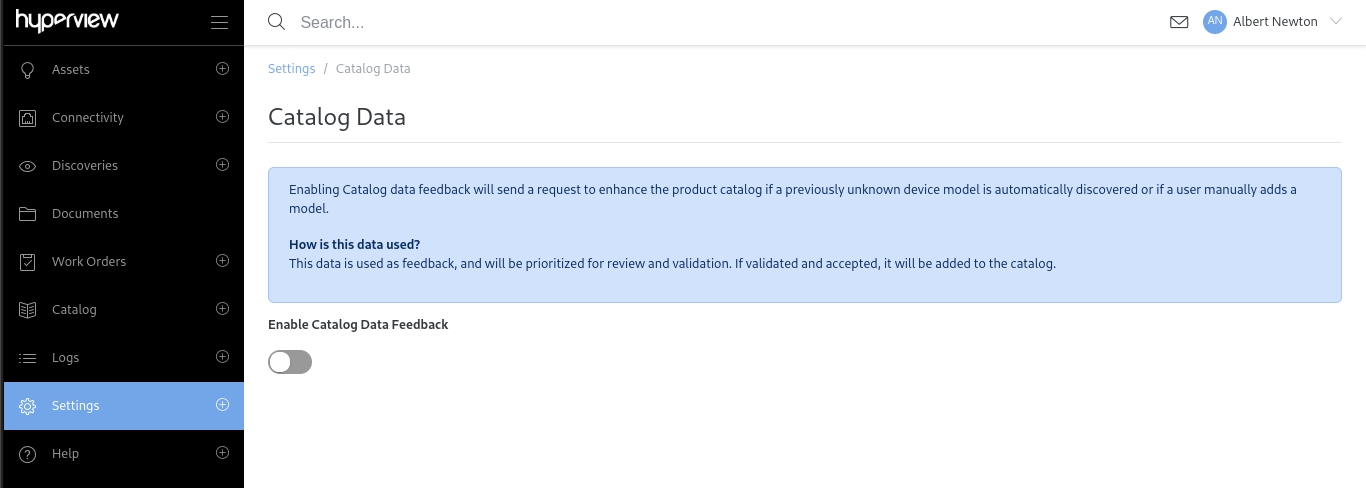 hyperview
Search...
AN
Albert Newton
Assets
Connectivity
Discoveries
Documents
Work Orders
Catalog
Logs
Settings
Help
Settings / Catalog Data
Catalog Data
Enabling Catalog data feedback will send a request to enhance the product catalog if a previously unknown device model is automatically discovered or if a user manually adds a
model.
How is this data used?
This data is used as feedback, and will be prioritized for review and validation. If validated and accepted, it will be added to the catalog.
Enable Catalog Data Feedback